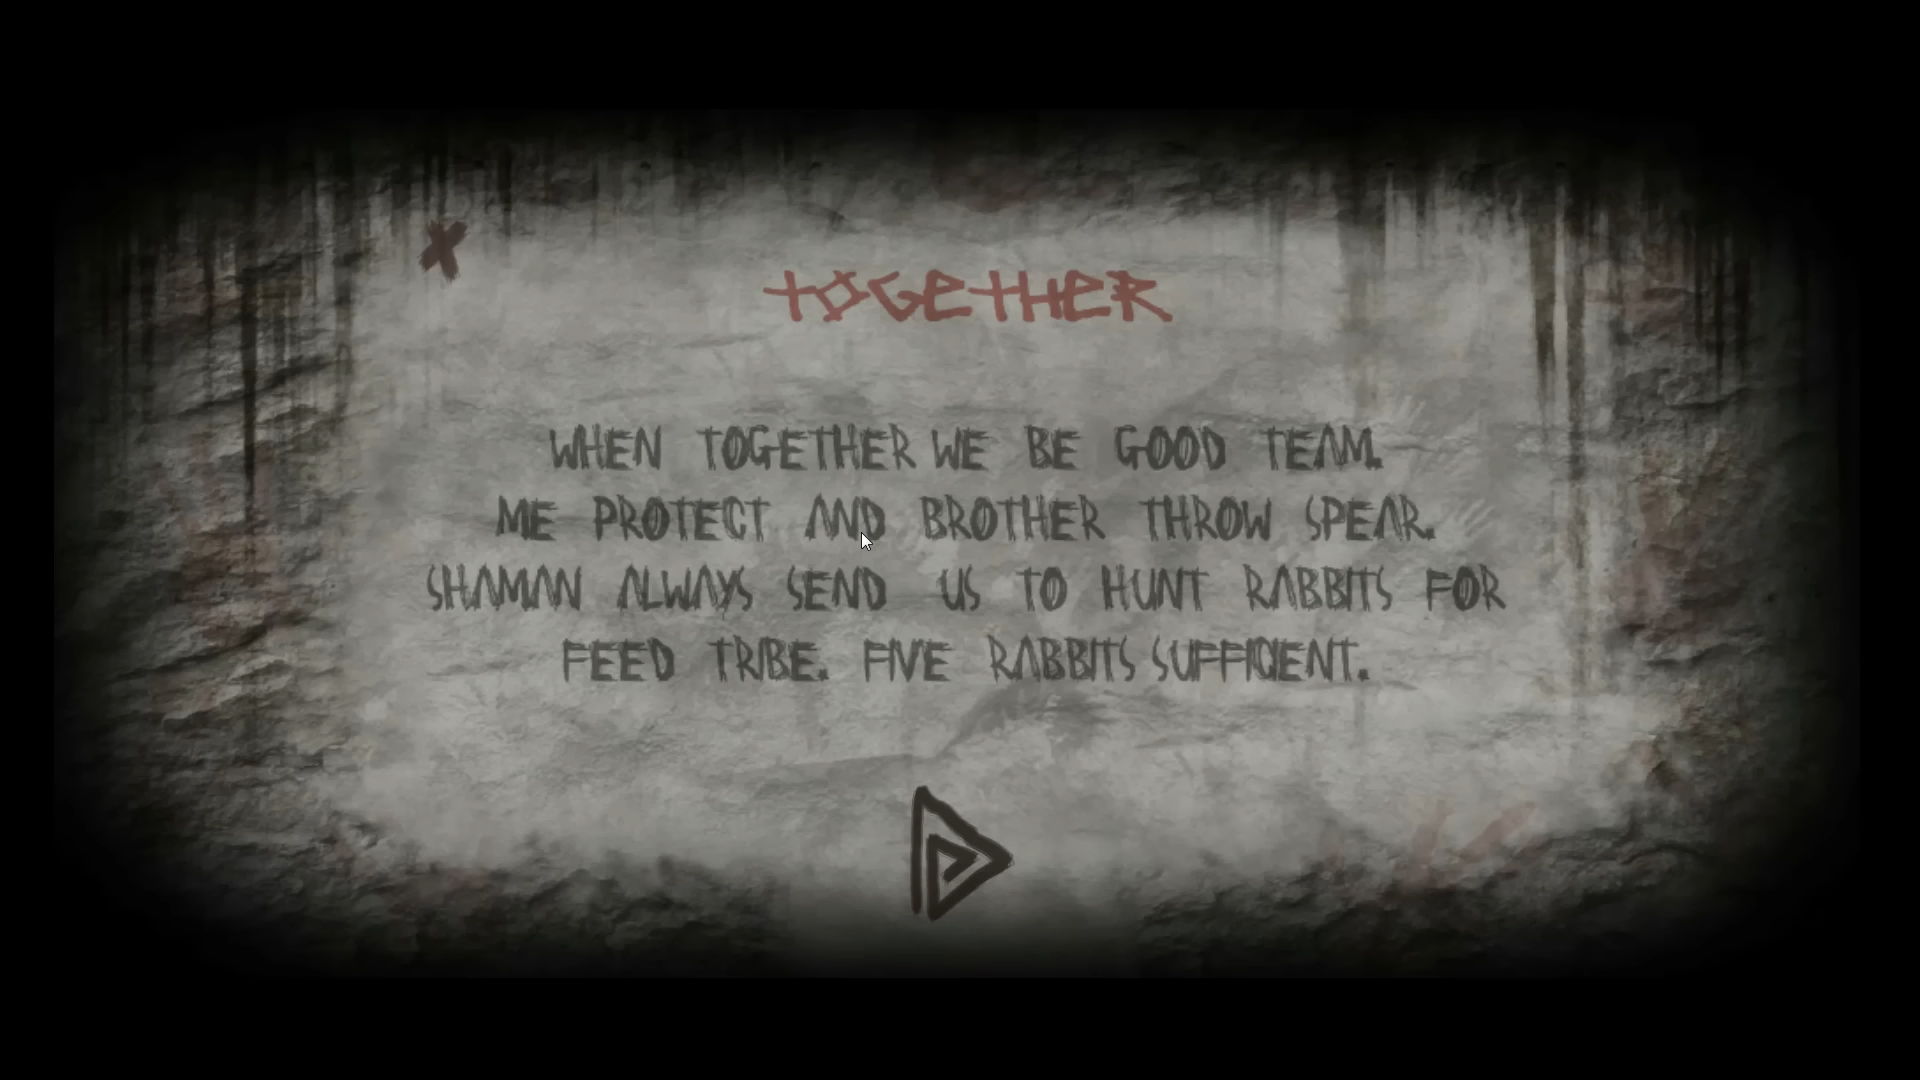 TOGETHER
WHEN TOGETHER WE BE GOOD TEAM.
ME PROTECT AND BROTHER THROW SPEAR.
SHAMAN ALWAYS SEND US TO HUNT RABBITS FOR
FEED TRIBE. FIVE RABBITS SUFFICIENT.